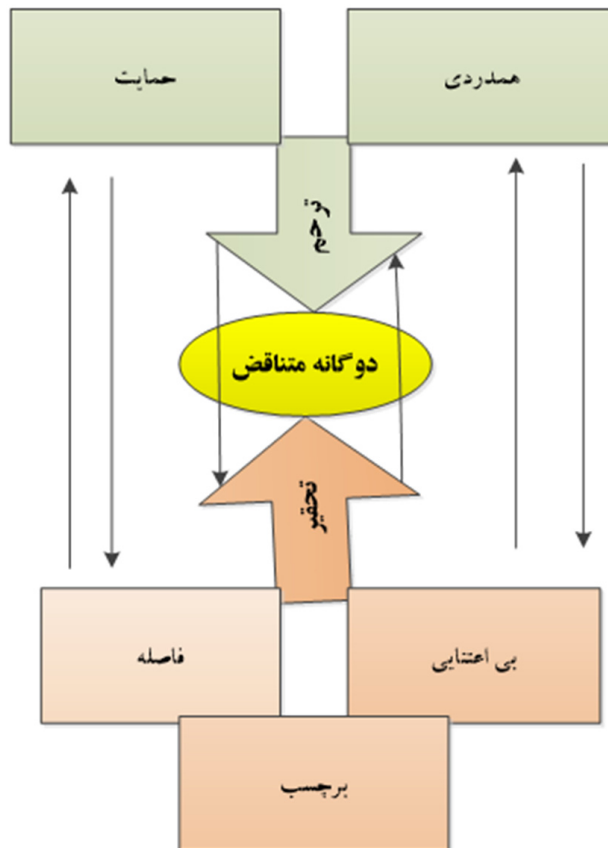 همدردی
حمایت
ترحم
دوگانه متناقض
تحقیر
بی اعتنایی
فاصله
برچسب